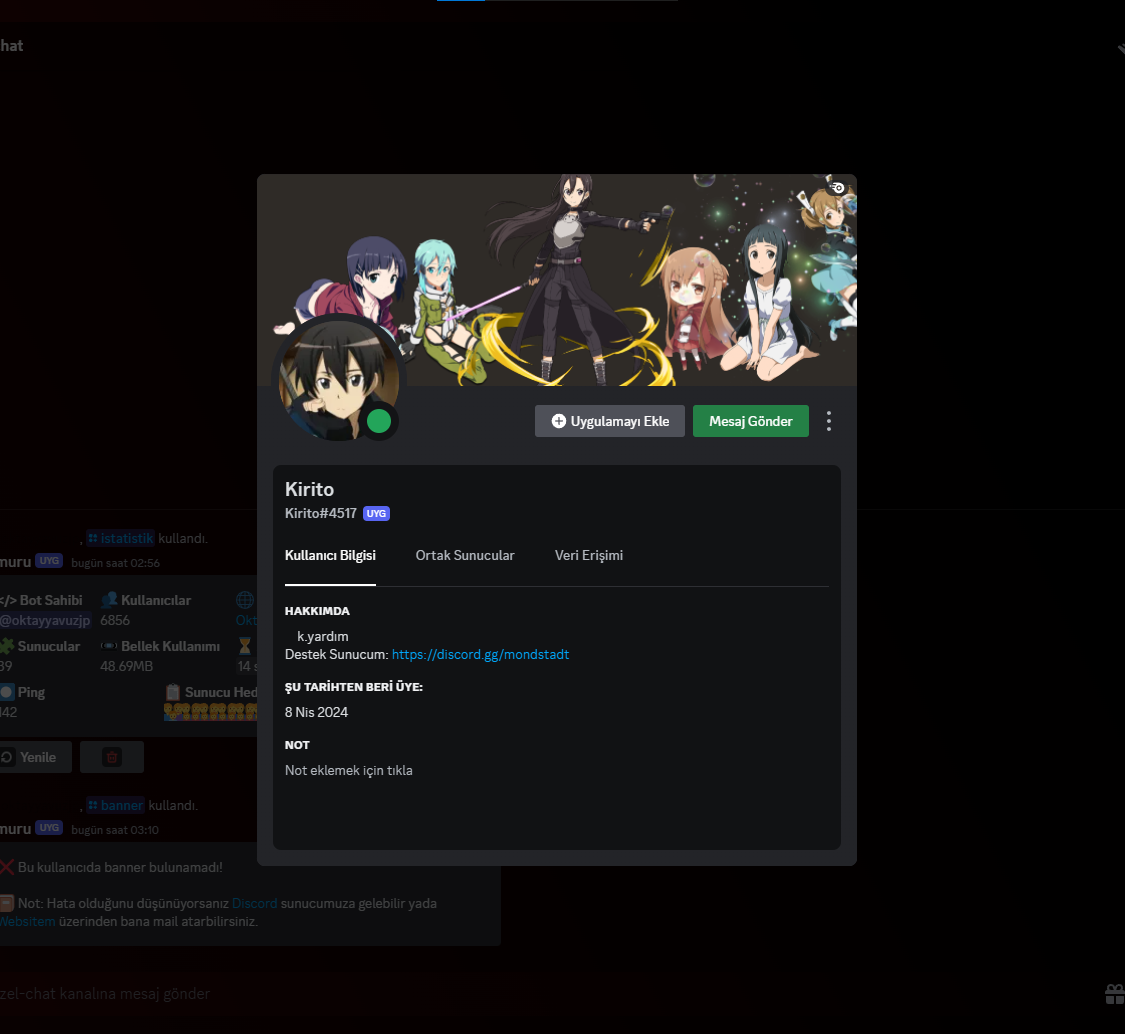 hat
Kirito
Kirito#4517 UYG
Uygulamayı Ekle
Mesaj Gönder
Kullanıcı Bilgisi
Ortak Sunucular
Veri Erişimi
HAKKIMDA
k.yardım
Destek Sunucum: https://discord.gg/mondstadt
ŞU TARİHTEN BERİ ÜYE:
8 Nis 2024
NOT
Not eklemek için tıkla
, istatistik kullandı.
muru UYG bugün saat 02:56
</> Bot Sahibi
Kullanıcılar
@oktayyavuzjp
6856
Okt
Sunucular
Bellek Kullanımı
39
48.69MB
14 s
Ping
Sunucu Hed
142
Yenile
, banner kullandı.
muru UYG bugün saat 03:10
Bu kullanıcıda banner bulunamadı!
Not: Hata olduğunu düşünüyorsanız Discord sunucumuza gelebilir yada
Websitem üzerinden bana mail atarbilirsiniz.
zel-chat kanalına mesaj gönder